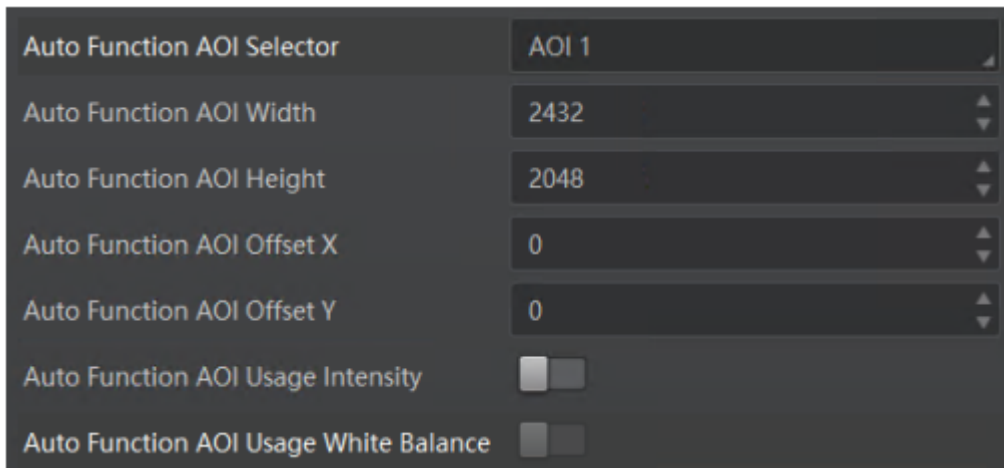 Auto Function AOI Selector AOI 1
Auto Function AOI Width 2432
Auto Function AOI Height 2048
Auto Function AOI Offset X 0
Auto Function AOI Offset Y 0
Auto Function AOI Usage Intensity
Auto Function AOI Usage White Balance